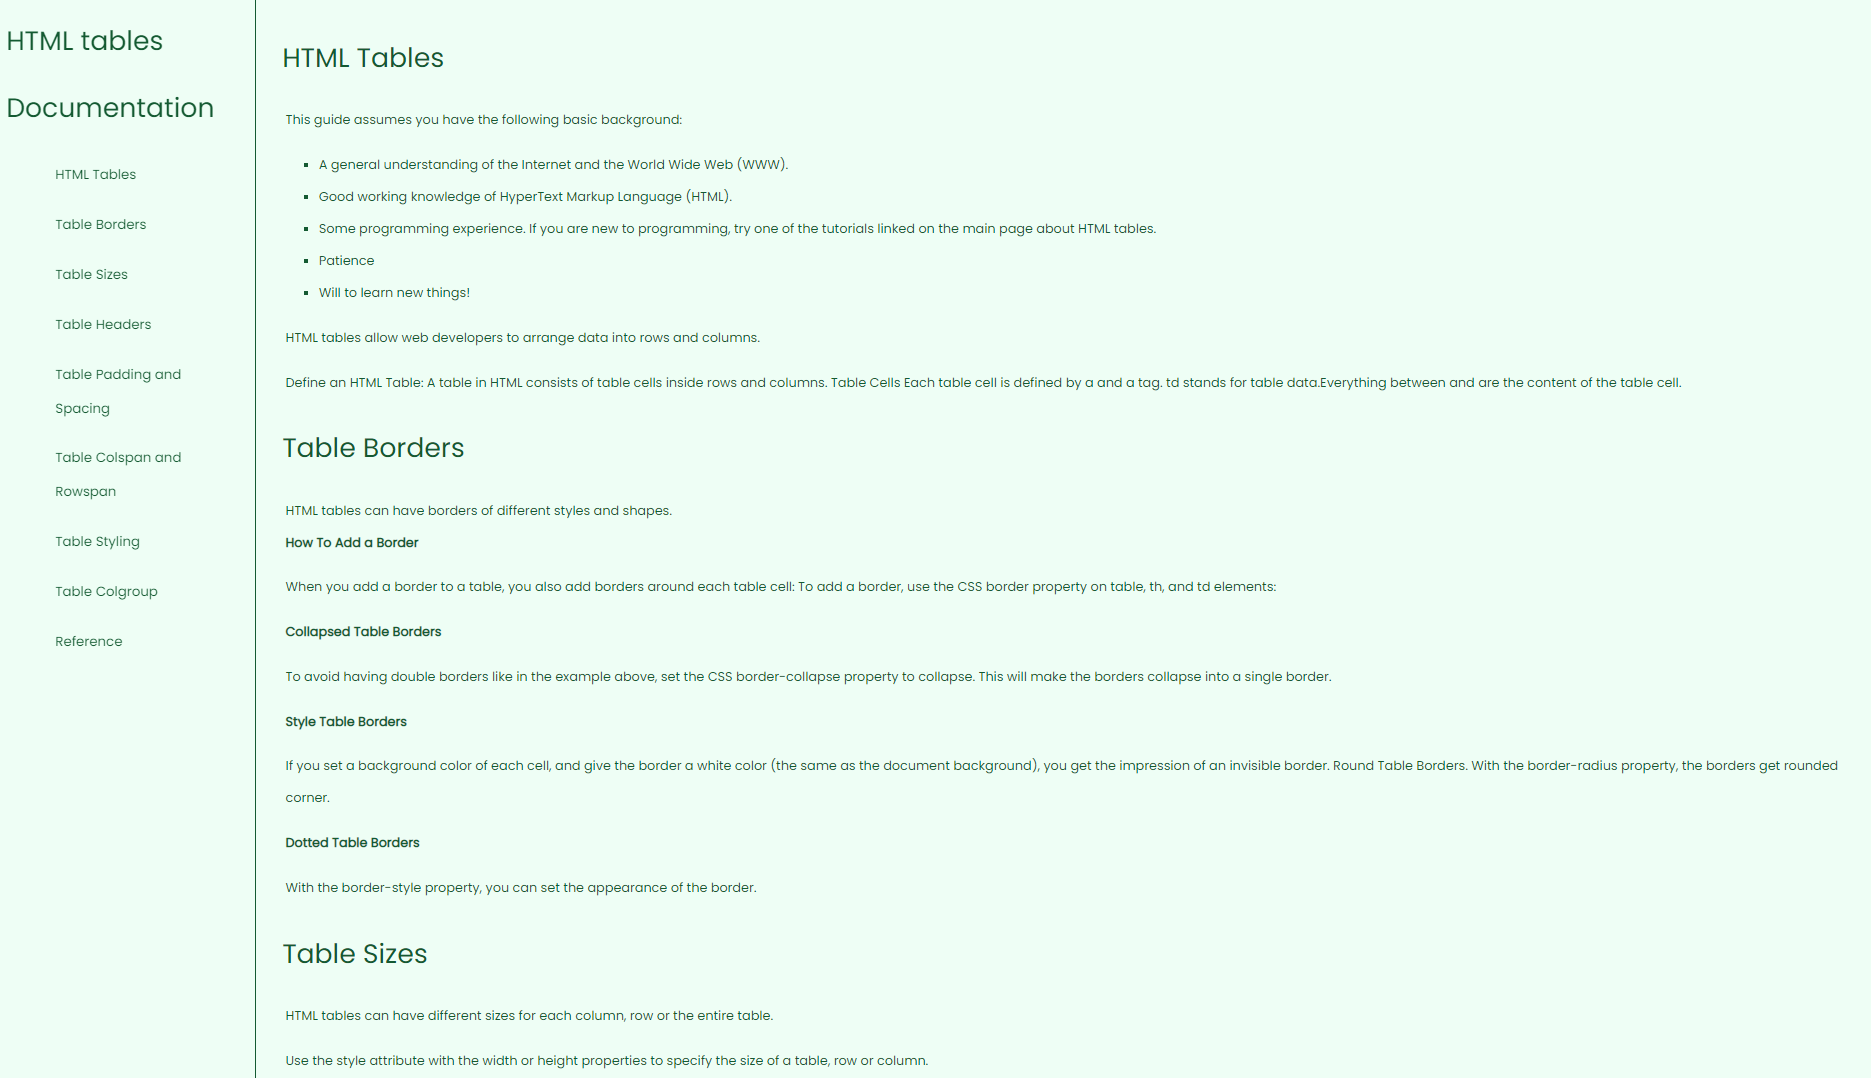 HTML tables
Documentation
HTML Tables
Table Borders
Table Sizes
Table Headers
Table Padding and
Spacing
Table Colspan and
Rowspan
Table Styling
Table Colgroup
Reference
HTML Tables
This guide assumes you have the following basic background:
A general understanding of the Internet and the World Wide Web (WWW).
Good working knowledge of HyperText Markup Language (HTML).
Some programming experience. If you are new to programming, try one of the tutorials linked on the main page about HTML tables.
Patience
Will to learn new things!
HTML tables allow web developers to arrange data into rows and columns.
Define an HTML Table: A table in HTML consists of table cells inside rows and columns. Table Cells Each table cell is defined by a and a tag. td stands for table data.Everything between and are the content of the table cell.
Table Borders
HTML tables can have borders of different styles and shapes.
How To Add a Border
When you add a border to a table, you also add borders around each table cell: To add a border, use the CSS border property on table, th, and td elements:
Collapsed Table Borders
To avoid having double borders like in the example above, set the CSS border-collapse property to collapse. This will make the borders collapse into a single border.
Style Table Borders
If you set a background color of each cell, and give the border a white color (the same as the document background), you get the impression of an invisible border. Round Table Borders. With the border-radius property, the borders get rounded
corner.
Dotted Table Borders
With the border-style property, you can set the appearance of the border.
Table Sizes
HTML tables can have different sizes for each column, row or the entire table.
Use the style attribute with the width or height properties to specify the size of a table, row or column.